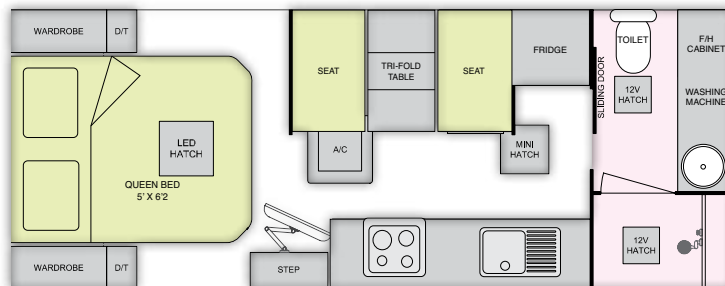 WARDROBE
D/T
SEAT
TRI-FOLD
TABLE
SEAT
FRIDGE
TOILET
F/H
CABINET
SLIDING DOOR
12V
HATCH
WASHING
MACHINE
LED
HATCH
A/C
MINI
HATCH
QUEEN BED
5' X 6'2
12V
HATCH
WARDROBE
D/T
STEP